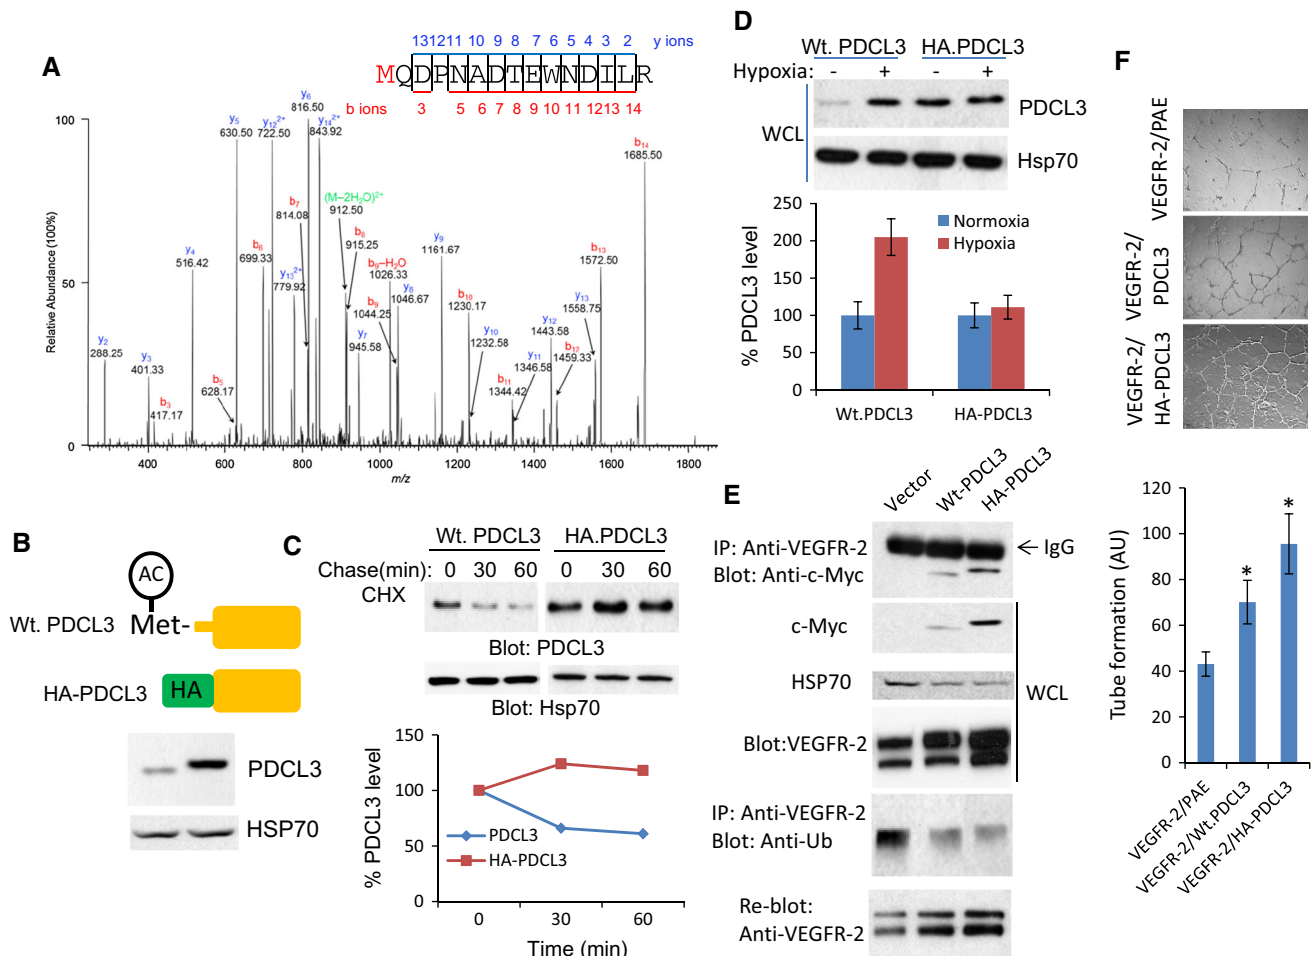 A
13 12 11 10 9 8 7 6 5 4 3 2 y ions
MQDPNADTEWNDILR
b ions 3 5 6 7 8 9 10 11 12 13 14
Relative Abundance (100%)
100
50
0
400 600 800 1000 1200 1400 1600 1800
m/z
y2
288.25
y3
401.33
b3
417.17
y4
516.42
b5
628.17
y5
630.50
b6
699.33
y12 2+
722.50
y13 2+
779.92
b7
814.08
y6
816.50
y14 2+
843.92
(M–2H2O)2+
912.50
b8
915.25
y7
945.58
b9–H2O
1026.33
b9
1044.25
y8
1046.67
y9
1161.67
b10
1230.17
y10
1232.58
b11
1344.42
y11
1346.58
y12
1443.58
b12
1459.33
y13
1558.75
b13
1572.50
b14
1685.50
B
AC
Wt. PDCL3 Met-
HA-PDCL3 HA
PDCL3
HSP70
C
Wt. PDCL3 HA.PDCL3
Chase(min): 0 30 60 0 30 60
CHX
Blot: PDCL3
Blot: Hsp70
% PDCL3 level
150
100
50
0
PDCL3
HA-PDCL3
0 30 60
Time (min)
D
Wt. PDCL3 HA.PDCL3
Hypoxia: - + - +
WCL
PDCL3
Hsp70
% PDCL3 level
250
200
150
100
50
0
Normoxia
Hypoxia
Wt.PDCL3 HA-PDCL3
E
Vector Wt-PDCL3 HA-PDCL3
IP: Anti-VEGFR-2
Blot: Anti-c-Myc
← IgG
c-Myc
HSP70
WCL
Blot:VEGFR-2
IP: Anti-VEGFR-2
Blot: Anti-Ub
Re-blot:
Anti-VEGFR-2
F
VEGFR-2/PAE
VEGFR-2/
PDCL3
VEGFR-2/
HA-PDCL3
Tube formation (AU)
120
100
80
60
40
20
0
* *
VEGFR-2/PAE
VEGFR-2/Wt.PDCL3
VEGFR-2/HA-PDCL3